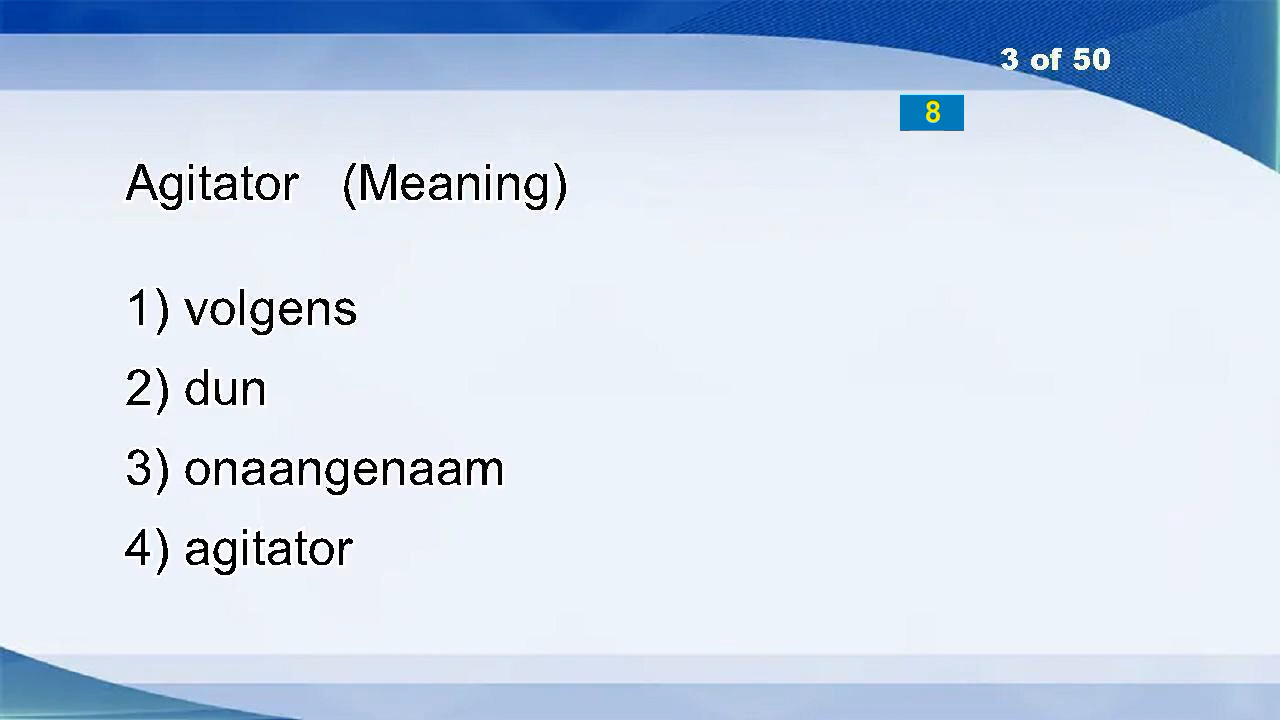 3 of 50
8
Agitator (Meaning)
1) volgens
2) dun
3) onaangenaam
4) agitator